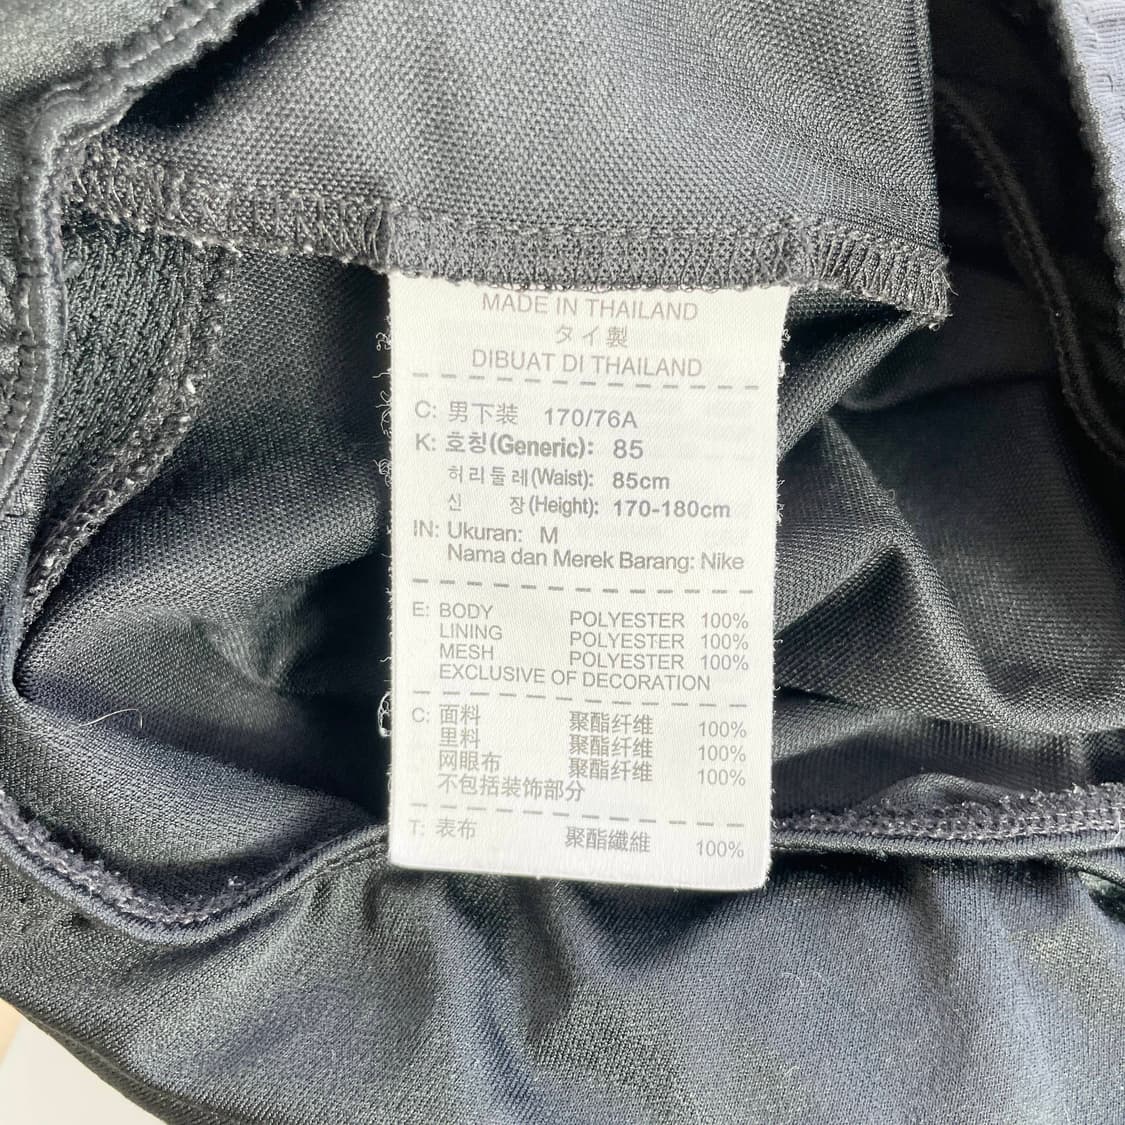 MADE IN THAILAND
タイ製
DIBUAT DI THAILAND
C: 男下装 170/76A
K: 호칭(Generic): 85
허리둘레(Waist): 85cm
신 장(Height): 170-180cm
IN: Ukuran: M
Nama dan Merek Barang: Nike
E: BODY POLYESTER 100%
LINING POLYESTER 100%
MESH POLYESTER 100%
EXCLUSIVE OF DECORATION
C: 面料 聚酯纤维 100%
里料 聚酯纤维 100%
网眼布 聚酯纤维 100%
不包括装饰部分
T: 表布 聚酯纖維 100%